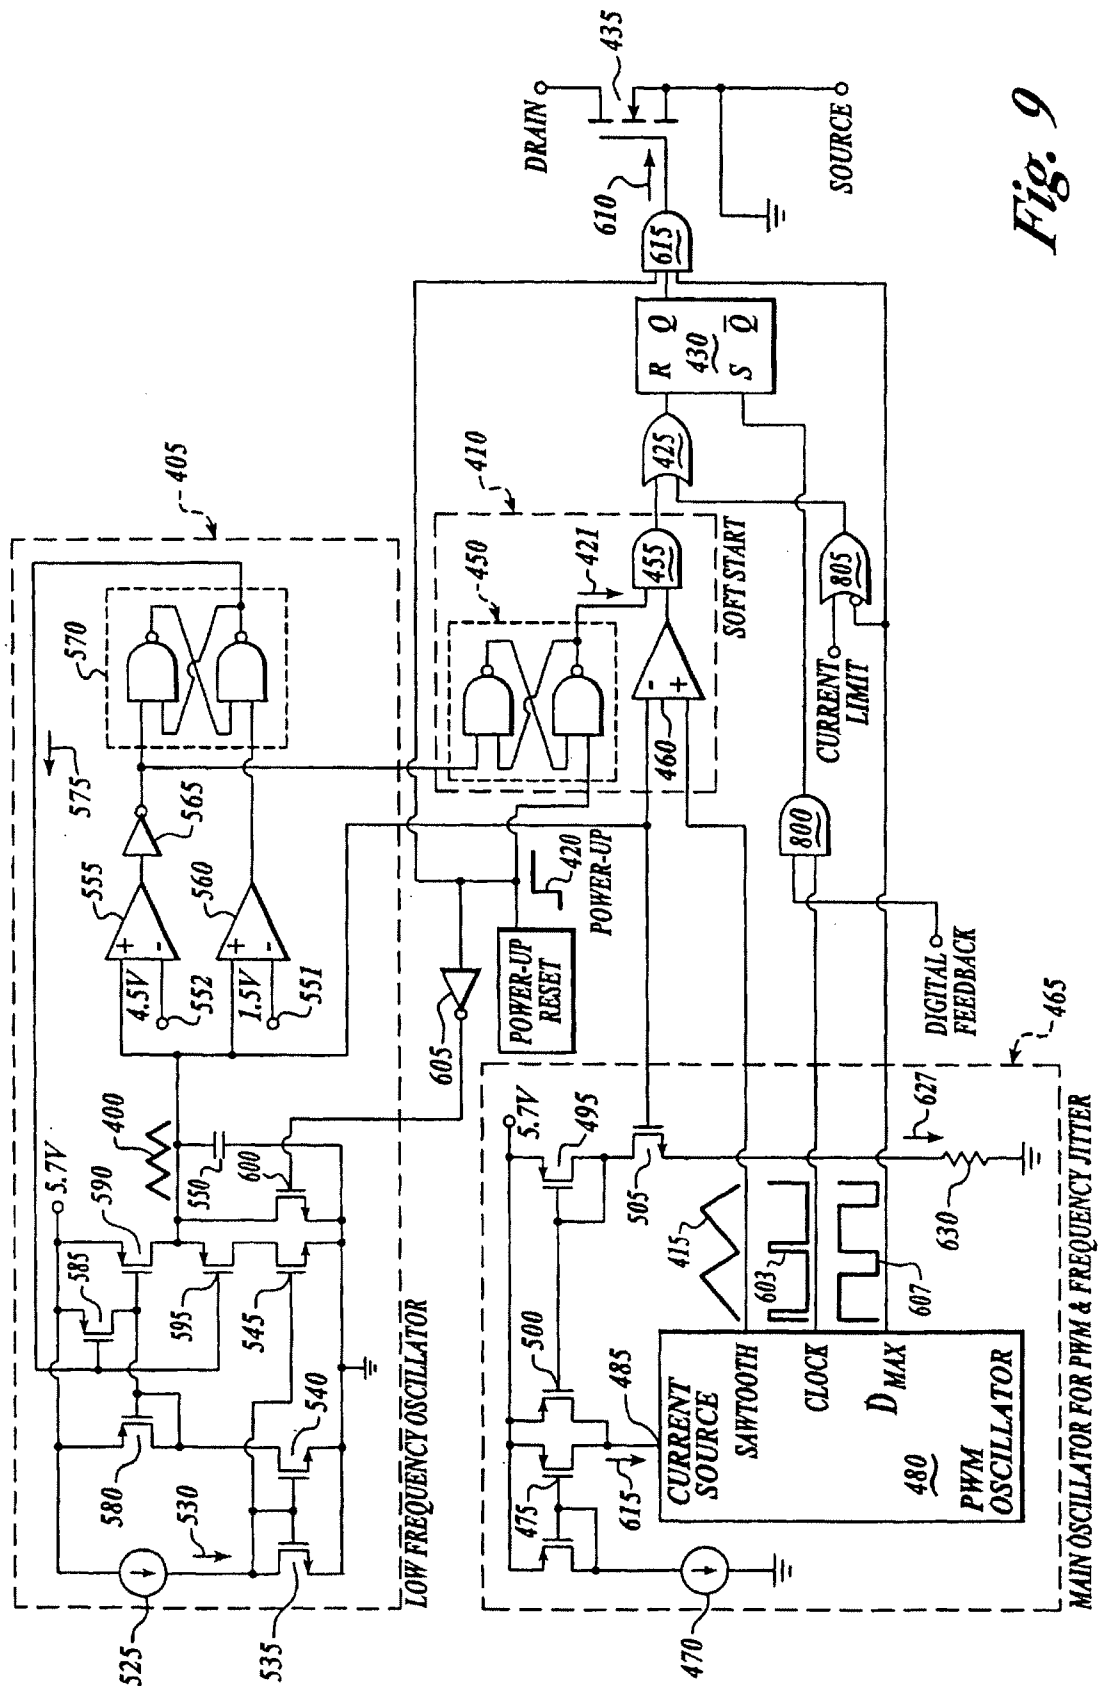 405
570
575
555
565
560
4.5V
552
1.5V
551
400
5.7V
590
585
550
600
595
545
580
540
530
525
535
LOW FREQUENCY OSCILLATOR
+
-
+
-
410
450
421
455
SOFT START
-
+
460
420
POWER-UP
POWER-UP
RESET
605
DRAIN
435
610
615
SOURCE
R Q
430
S Q̅
425
805
CURRENT
LIMIT
800
DIGITAL
FEEDBACK
465
5.7V
495
505
627
630
415
603
607
500
485
475
615
470
CURRENT
SOURCE
SAWTOOTH
CLOCK
DMAX
480
PWM
OSCILLATOR
MAIN OSCILLATOR FOR PWM & FREQUENCY JITTER
Fig. 9